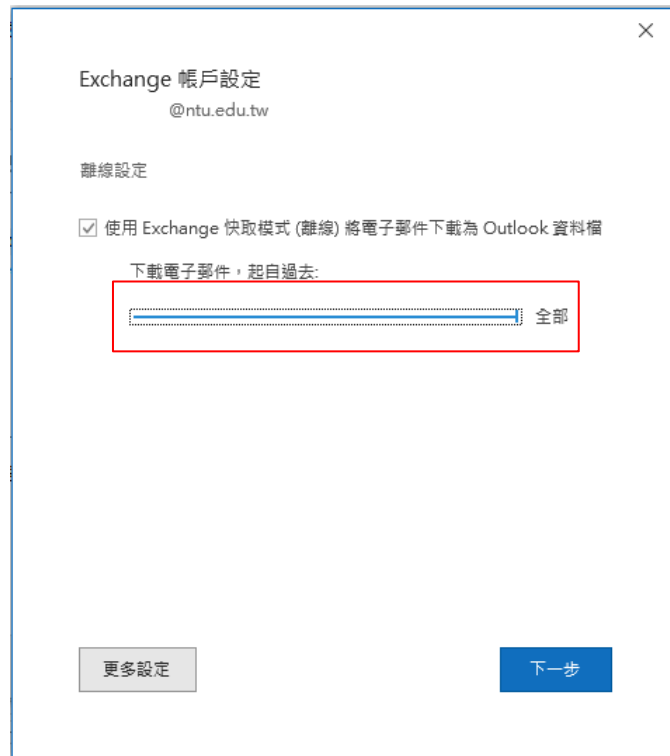 Exchange 帳戶設定
@ntu.edu.tw
離線設定
使用 Exchange 快取模式 (離線) 將電子郵件下載為 Outlook 資料檔
下載電子郵件，起自過去:
全部
更多設定
下一步